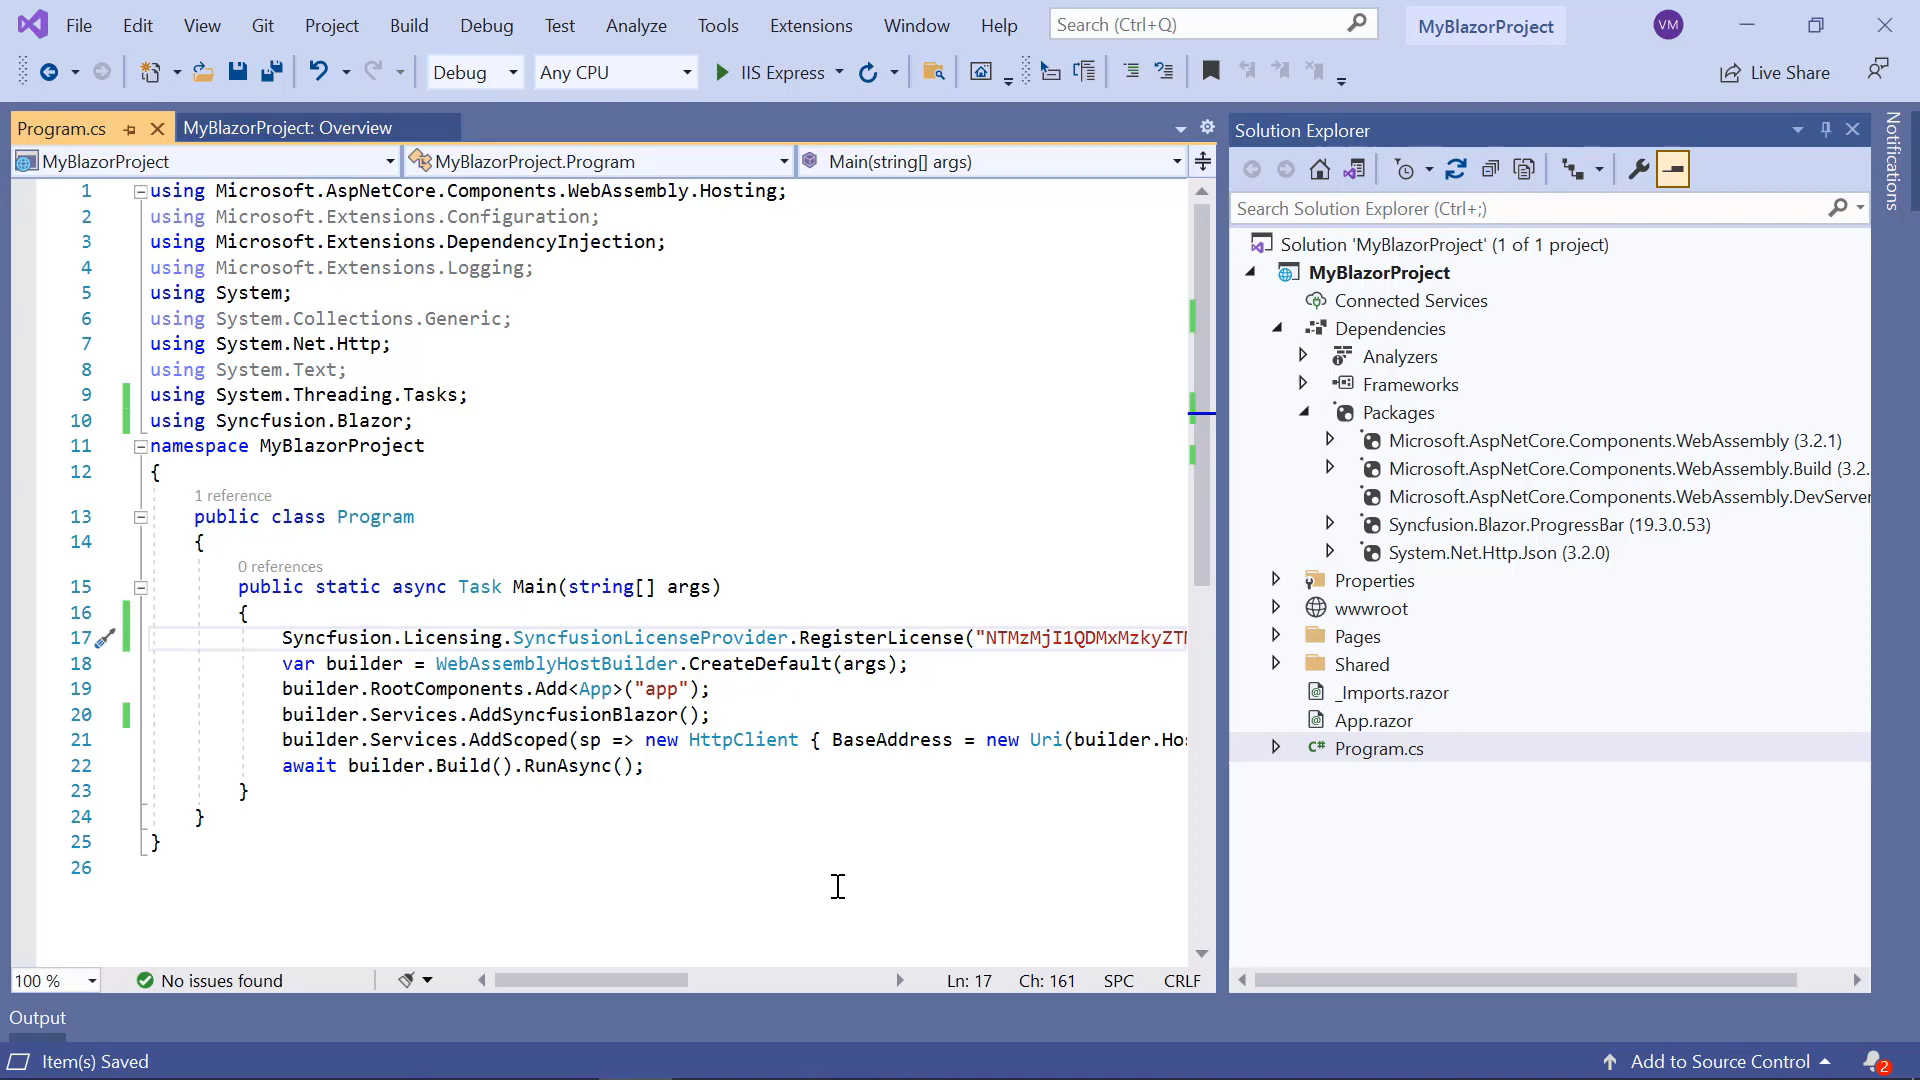 File Edit View Git Project Build Debug Test Analyze Tools Extensions Window Help Search (Ctrl+Q) MyBlazorProject VM
Debug Any CPU IIS Express Live Share
Program.cs MyBlazorProject: Overview
MyBlazorProject MyBlazorProject.Program Main(string[] args)
1 using Microsoft.AspNetCore.Components.WebAssembly.Hosting;
2 using Microsoft.Extensions.Configuration;
3 using Microsoft.Extensions.DependencyInjection;
4 using Microsoft.Extensions.Logging;
5 using System;
6 using System.Collections.Generic;
7 using System.Net.Http;
8 using System.Text;
9 using System.Threading.Tasks;
10 using Syncfusion.Blazor;
11 namespace MyBlazorProject
12 {
1 reference
13 public class Program
14 {
0 references
15 public static async Task Main(string[] args)
16 {
17 Syncfusion.Licensing.SyncfusionLicenseProvider.RegisterLicense("NTMzMjI1QDMxMzkyZTM
18 var builder = WebAssemblyHostBuilder.CreateDefault(args);
19 builder.RootComponents.Add<App>("app");
20 builder.Services.AddSyncfusionBlazor();
21 builder.Services.AddScoped(sp => new HttpClient { BaseAddress = new Uri(builder.Hos
22 await builder.Build().RunAsync();
23 }
24 }
25 }
26
100 % No issues found Ln: 17 Ch: 161 SPC CRLF
Solution Explorer
Search Solution Explorer (Ctrl+;)
Solution 'MyBlazorProject' (1 of 1 project)
MyBlazorProject
Connected Services
Dependencies
Analyzers
Frameworks
Packages
Microsoft.AspNetCore.Components.WebAssembly (3.2.1)
Microsoft.AspNetCore.Components.WebAssembly.Build (3.2.
Microsoft.AspNetCore.Components.WebAssembly.DevServer
Syncfusion.Blazor.ProgressBar (19.3.0.53)
System.Net.Http.Json (3.2.0)
Properties
wwwroot
Pages
Shared
_Imports.razor
App.razor
C# Program.cs
Notifications
Output
Item(s) Saved Add to Source Control 2